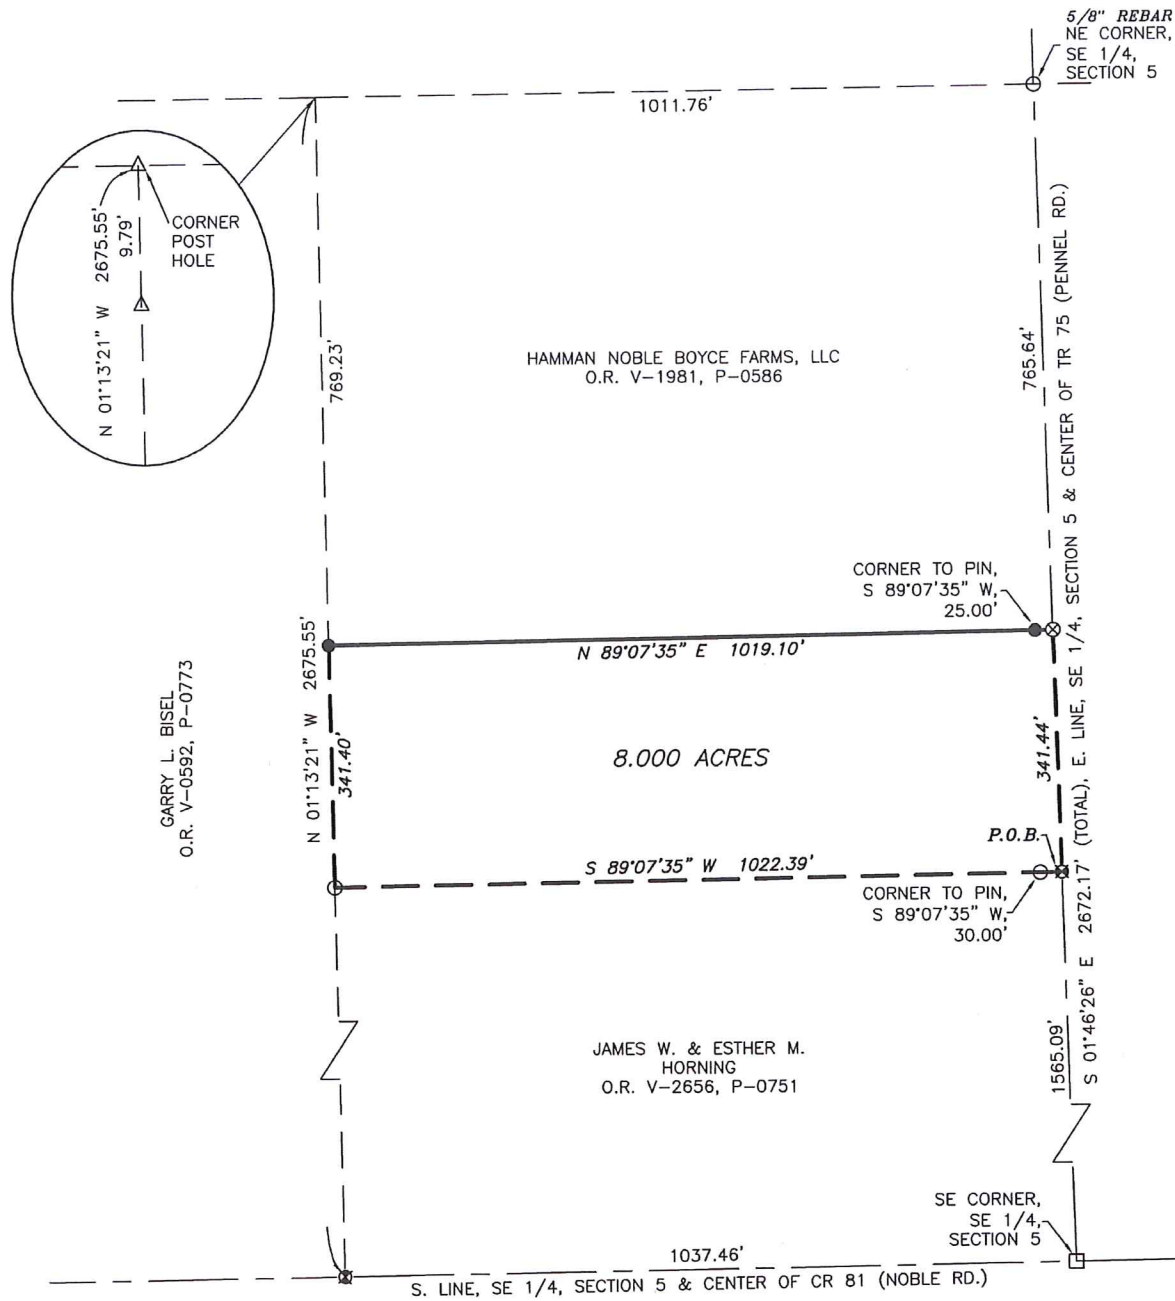 5/8" REBAR
NE CORNER,
SE 1/4,
SECTION 5
1011.76'
N 01°13'21" W 2675.55'
9.79'
CORNER
POST
HOLE
769.23'
HAMMAN NOBLE BOYCE FARMS, LLC
O.R. V-1981, P-0586
765.64'
S 01°46'26" E 2672.17' (TOTAL), E. LINE, SE 1/4, SECTION 5 & CENTER OF TR 75 (PENNEL RD.)
CORNER TO PIN,
S 89°07'35" W,
25.00'
N 89°07'35" E 1019.10'
GARRY L. BISEL
O.R. V-0592, P-0773
N 01°13'21" W 2675.55'
341.40'
8.000 ACRES
341.44'
P.O.B.
S 89°07'35" W 1022.39'
CORNER TO PIN,
S 89°07'35" W,
30.00'
JAMES W. & ESTHER M.
HORNING
O.R. V-2656, P-0751
1565.09'
SE CORNER,
SE 1/4,
SECTION 5
1037.46'
S. LINE, SE 1/4, SECTION 5 & CENTER OF CR 81 (NOBLE RD.)